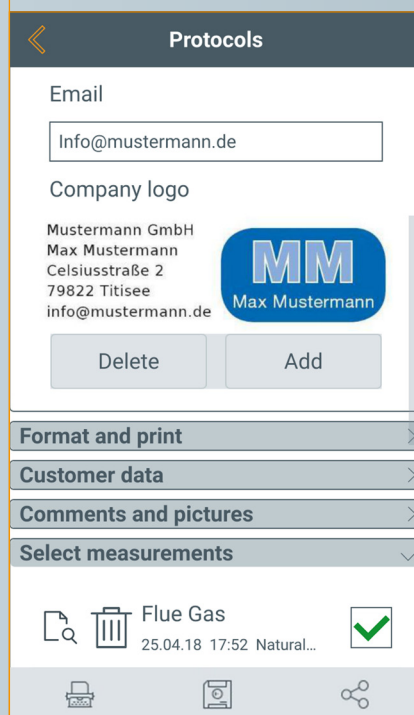 Protocols
Email
Info@mustermann.de
Company logo
Mustermann GmbH
Max Mustermann
Celsiusstraße 2
79822 Titisee
info@mustermann.de
MM
Max Mustermann
Delete
Add
Format and print
Customer data
Comments and pictures
Select measurements
Flue Gas
25.04.18 17:52 Natural...